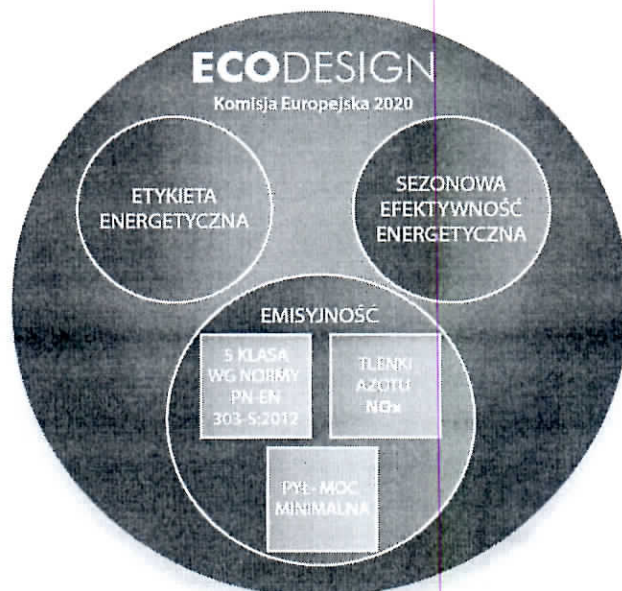 ECODESIGN
Komisja Europejska 2020
ETYKIETA
ENERGETYCZNA
SEZONOWA
EFEKTYWNOŚĆ
ENERGETYCZNA
EMISYJNOŚĆ
5 KLASA
WG NORMY
PN-EN
303-5:2012
TLENKI
AZOTU
NOx
PYŁ- MOC
MINIMALNA